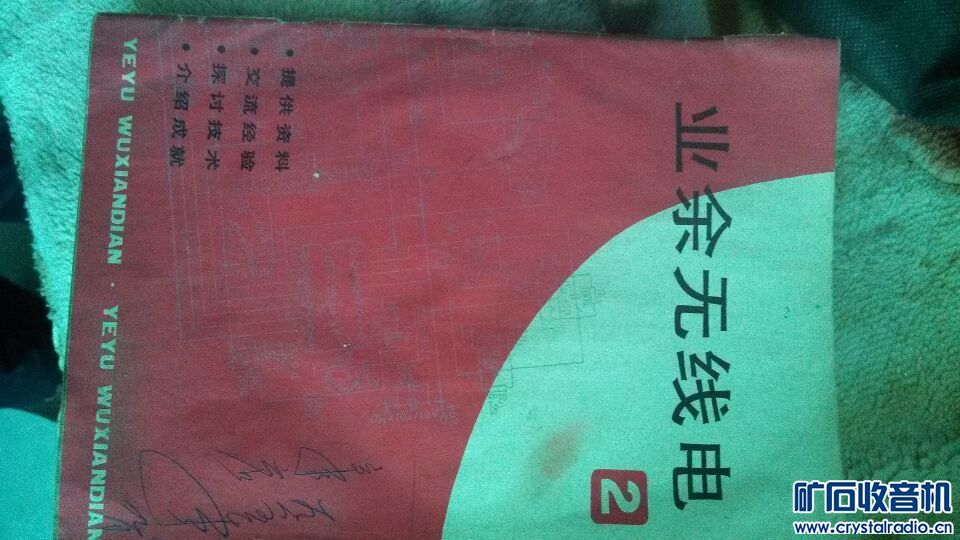 业余无线电
2
• 提供资料
• 交流经验
• 探讨技术
• 介绍成就
YEYU WUXIANDIAN · YEYU WUXIANDIAN
矿石收音机
www.crystalradio.cn